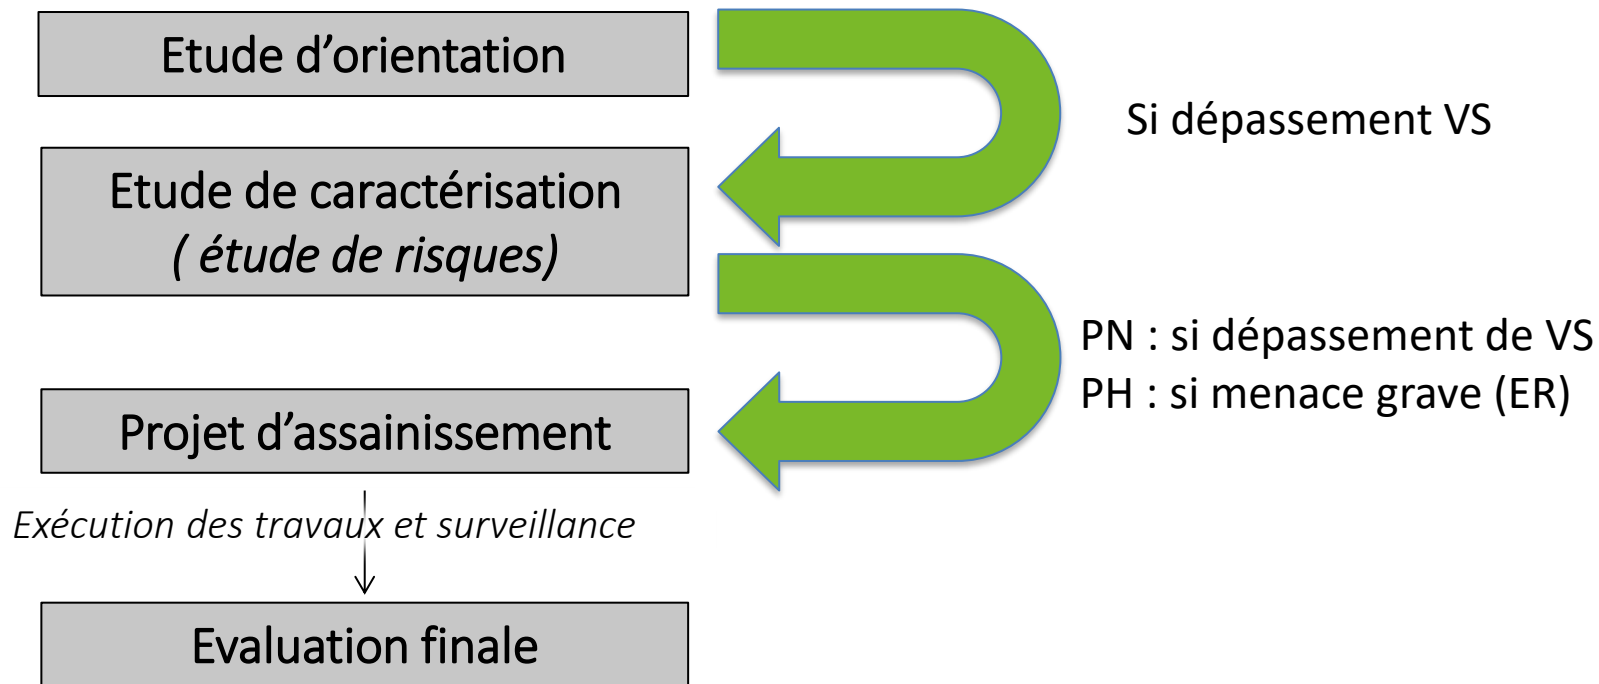 Etude d’orientation
Si dépassement VS
Etude de caractérisation
( étude de risques)
PN : si dépassement de VS
PH : si menace grave (ER)
Projet d’assainissement
Exécution des travaux et surveillance
Evaluation finale